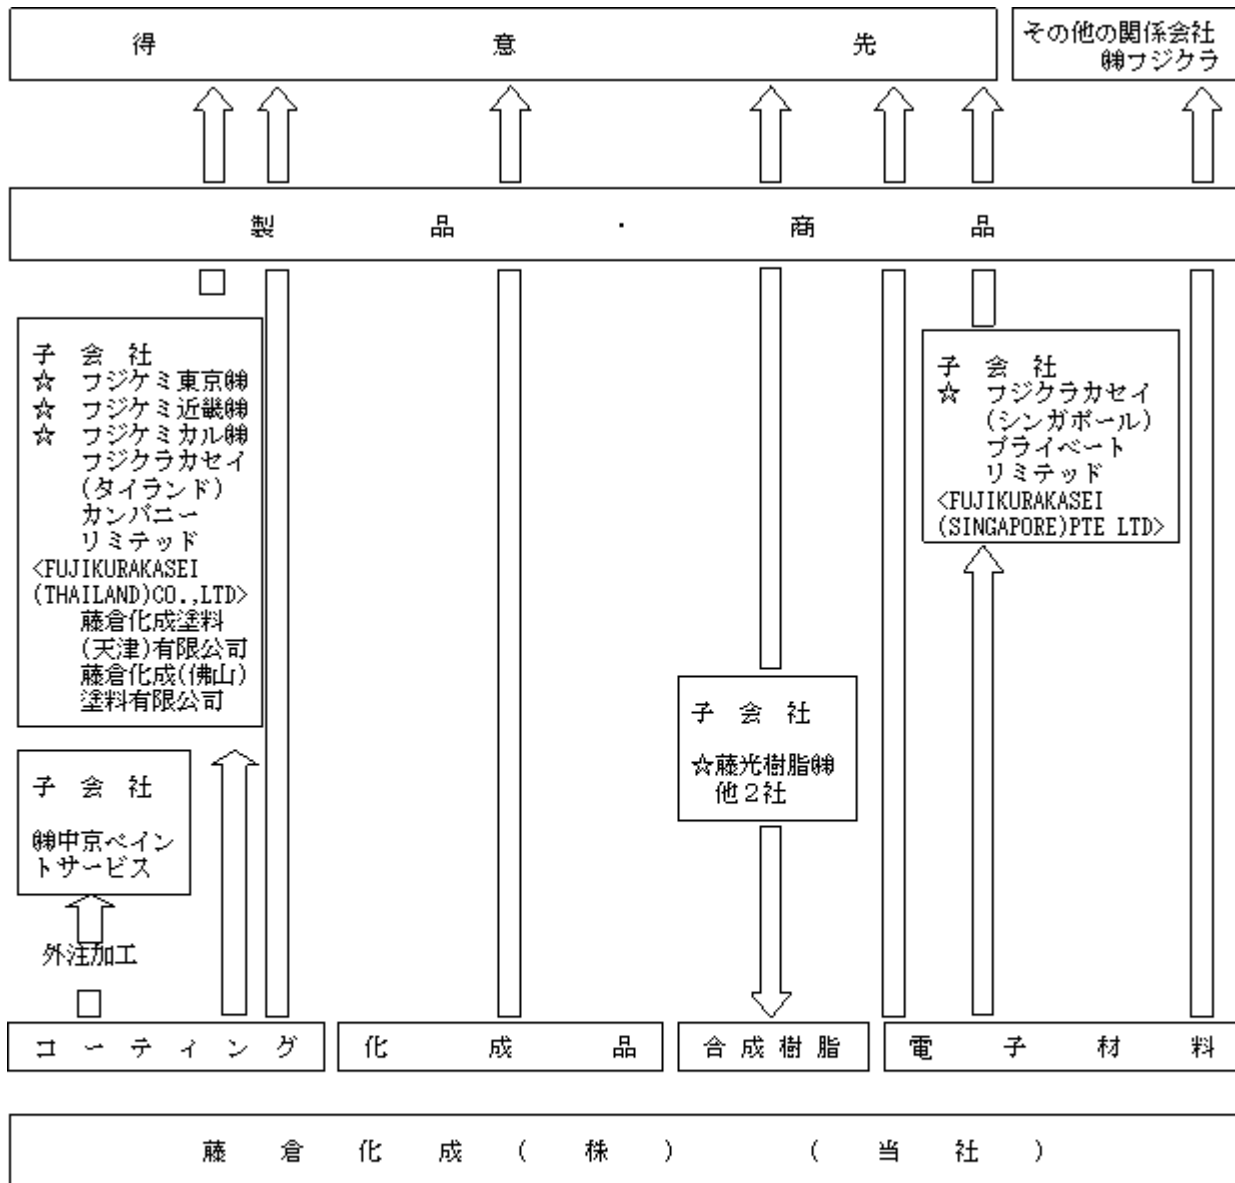 得意先
その他の関係会社
㈱フジクラ
製品・商品
子会社
☆ フジケミ東京㈱
☆ フジケミ近畿㈱
☆ フジケミカル㈱
フジクラカセイ
(タイランド)
カンパニー
リミテッド
<FUJIKURAKASEI
(THAILAND)CO.,LTD>
藤倉化成塗料
(天津)有限公司
藤倉化成(佛山)
塗料有限公司
子会社
☆ フジクラカセイ
(シンガポール)
プライベート
リミテッド
<FUJIKURAKASEI
(SINGAPORE)PTE LTD>
子会社
☆藤光樹脂㈱
他2社
子会社
㈱中京ペイン
トサービス
外注加工
コーティング
化成品
合成樹脂
電子材料
藤倉化成(株) (当社)